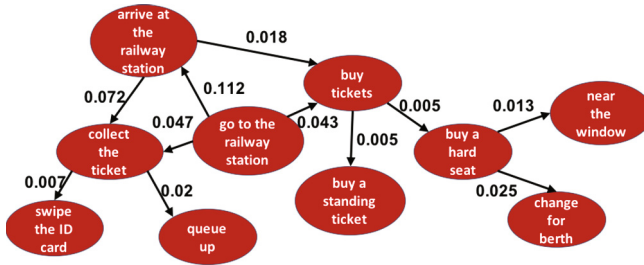 arrive at
the
railway
station
0.018
buy
tickets
0.072
0.112
0.005
0.013
near
the
window
collect
the
ticket
0.047
go to the
railway
station
0.043
buy a
hard
seat
0.005
0.007
0.02
buy a
standing
ticket
0.025
swipe
the ID
card
queue
up
change
for
berth